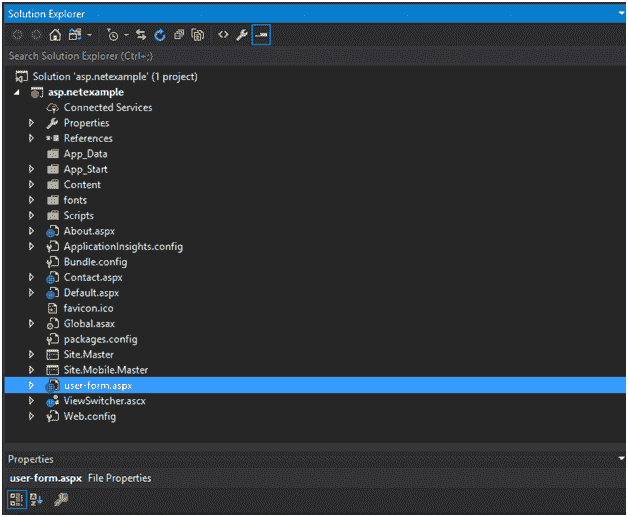 Solution Explorer
Search Solution Explorer (Ctrl+;)
Solution 'asp.netexample' (1 project)
asp.netexample
Connected Services
Properties
References
App_Data
App_Start
Content
fonts
Scripts
About.aspx
ApplicationInsights.config
Bundle.config
Contact.aspx
Default.aspx
favicon.ico
Global.asax
packages.config
Site.Master
Site.Mobile.Master
user-form.aspx
ViewSwitcher.ascx
Web.config
Properties
user-form.aspx File Properties